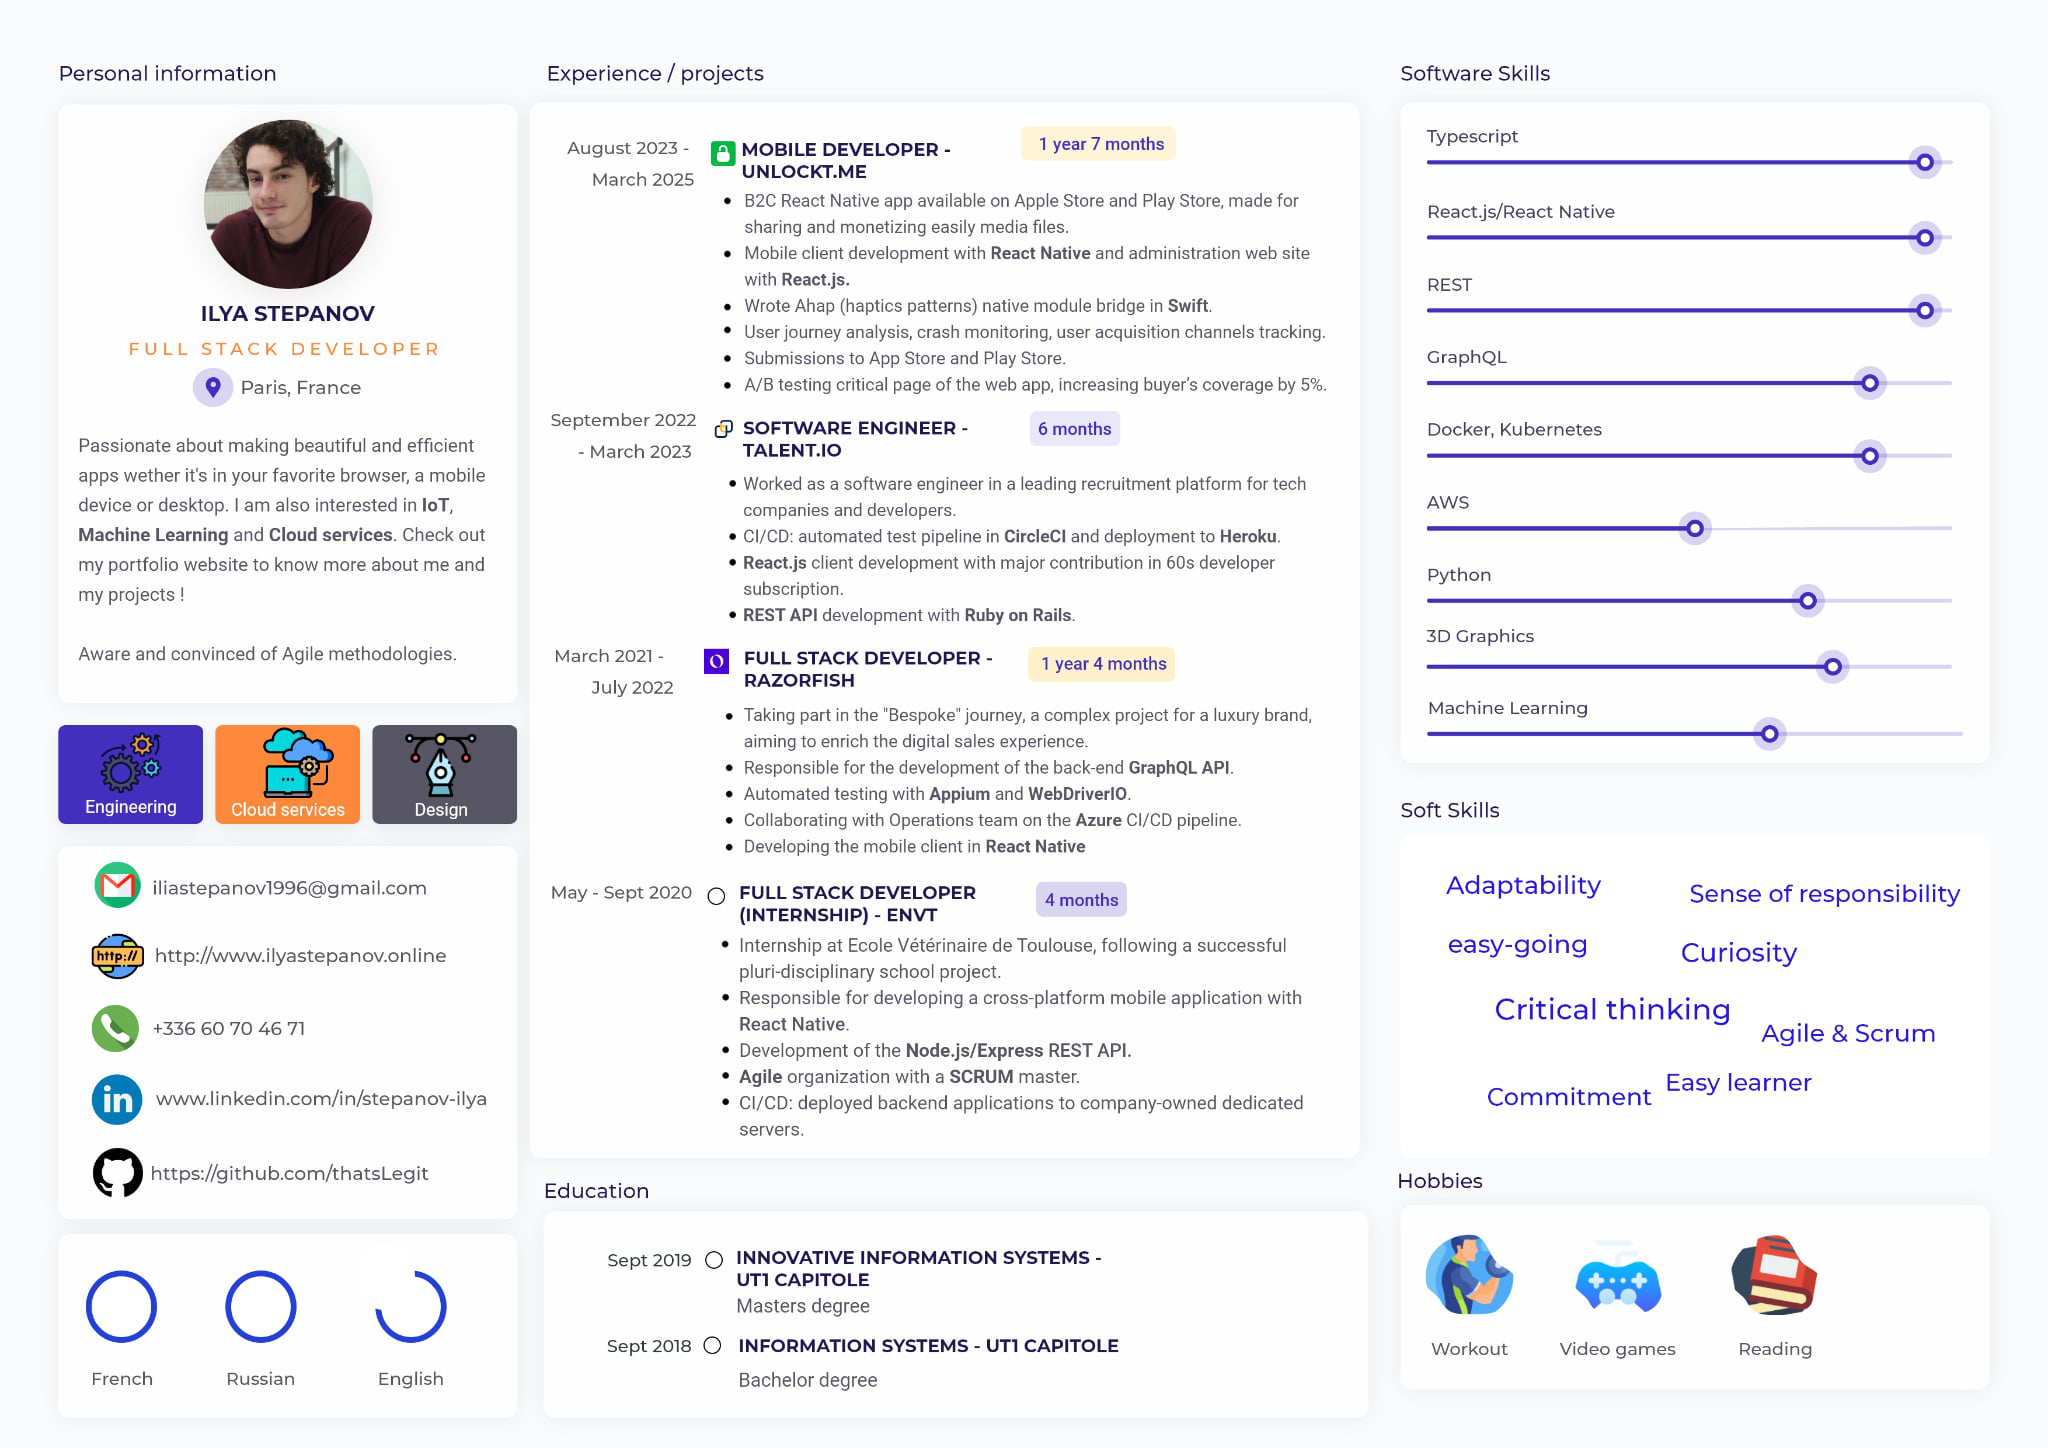 Personal information
ILYA STEPANOV
FULL STACK DEVELOPER
Paris, France
Passionate about making beautiful and efficient
apps wether it's in your favorite browser, a mobile
device or desktop. I am also interested in IoT,
Machine Learning and Cloud services. Check out
my portfolio website to know more about me and
my projects !
Aware and convinced of Agile methodologies.
Engineering
Cloud services
Design
iliastepanov1996@gmail.com
http://
http://www.ilyastepanov.online
+336 60 70 46 71
in
www.linkedin.com/in/stepanov-ilya
https://github.com/thatsLegit
French
Russian
English
Experience / projects
August 2023 -
March 2025
MOBILE DEVELOPER -
UNLOCKT.ME
1 year 7 months
B2C React Native app available on Apple Store and Play Store, made for
sharing and monetizing easily media files.
Mobile client development with React Native and administration web site
with React.js.
Wrote Ahap (haptics patterns) native module bridge in Swift.
User journey analysis, crash monitoring, user acquisition channels tracking.
Submissions to App Store and Play Store.
A/B testing critical page of the web app, increasing buyer's coverage by 5%.
September 2022
- March 2023
SOFTWARE ENGINEER -
TALENT.IO
6 months
Worked as a software engineer in a leading recruitment platform for tech
companies and developers.
CI/CD: automated test pipeline in CircleCI and deployment to Heroku.
React.js client development with major contribution in 60s developer
subscription.
REST API development with Ruby on Rails.
March 2021 -
July 2022
FULL STACK DEVELOPER -
RAZORFISH
1 year 4 months
Taking part in the "Bespoke" journey, a complex project for a luxury brand,
aiming to enrich the digital sales experience.
Responsible for the development of the back-end GraphQL API.
Automated testing with Appium and WebDriverIO.
Collaborating with Operations team on the Azure CI/CD pipeline.
Developing the mobile client in React Native
May - Sept 2020
FULL STACK DEVELOPER
(INTERNSHIP) - ENVT
4 months
Internship at Ecole Vétérinaire de Toulouse, following a successful
pluri-disciplinary school project.
Responsible for developing a cross-platform mobile application with
React Native.
Development of the Node.js/Express REST API.
Agile organization with a SCRUM master.
CI/CD: deployed backend applications to company-owned dedicated
servers.
Education
Sept 2019
INNOVATIVE INFORMATION SYSTEMS -
UT1 CAPITOLE
Masters degree
Sept 2018
INFORMATION SYSTEMS - UT1 CAPITOLE
Bachelor degree
Software Skills
Typescript
React.js/React Native
REST
GraphQL
Docker, Kubernetes
AWS
Python
3D Graphics
Machine Learning
Soft Skills
Adaptability
Sense of responsibility
easy-going
Curiosity
Critical thinking
Agile & Scrum
Easy learner
Commitment
Hobbies
Workout
Video games
Reading